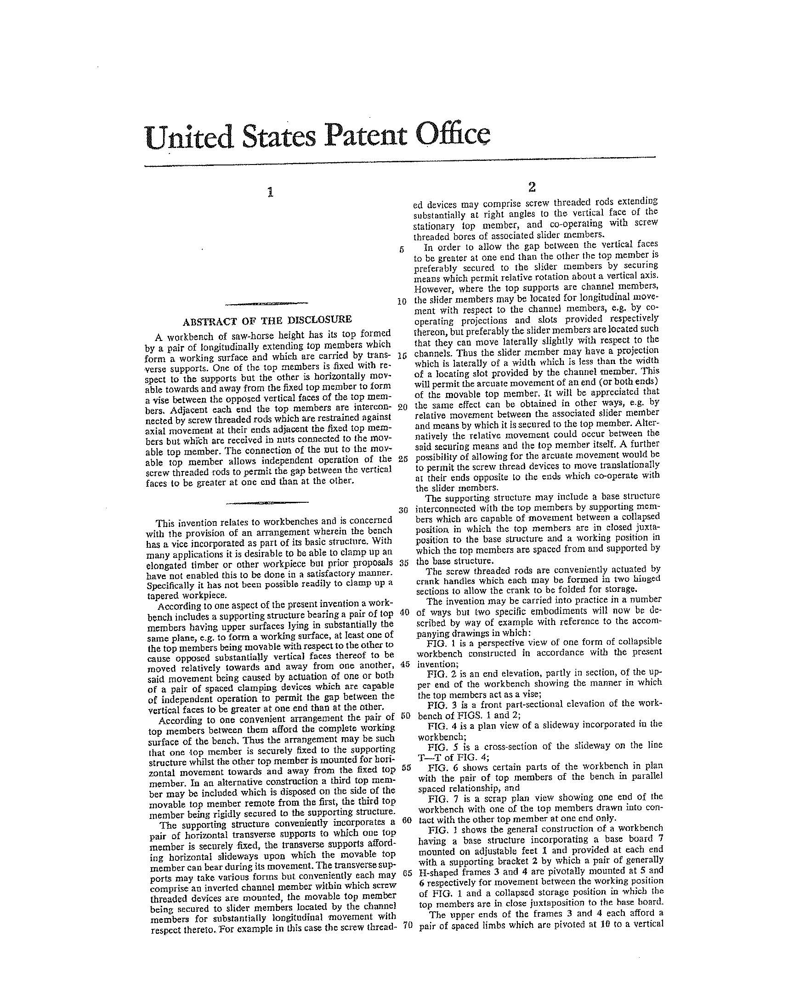 United States Patent Office
1
ABSTRACT OF THE DISCLOSURE
A workbench of saw-horse height has its top formed
by a pair of longitudinally extending top members which
form a working surface and which are carried by trans-
verse supports. One of the top members is fixed with re-
spect to the supports but the other is horizontally mov-
able towards and away from the fixed top member to form
a vise between the opposed vertical faces of the top mem-
bers. Adjacent each end the top members are intercon-
nected by screw threaded rods which are restrained against
axial movement at their ends adjacent the fixed top mem-
bers but which are received in nuts connected to the mov-
able top member. The connection of the nut to the mov-
able top member allows independent operation of the
screw threaded rods to permit the gap between the vertical
faces to be greater at one end than at the other.
This invention relates to workbenches and is concerned
with the provision of an arrangement wherein the bench
has a vice incorporated as part of its basic structure. With
many applications it is desirable to be able to clamp up an
elongated timber or other workpiece but prior proposals
have not enabled this to be done in a satisfactory manner.
Specifically it has not been possible readily to clamp up a
tapered workpiece.
According to one aspect of the present invention a work-
bench includes a supporting structure bearing a pair of top
members having upper surfaces lying in substantially the
same plane, e.g. to form a working surface, at least one of
the top members being movable with respect to the other to
cause opposed substantially vertical faces thereof to be
moved relatively towards and away from one another,
said movement being caused by actuation of one or both
of a pair of spaced clamping devices which are capable
of independent operation to permit the gap between the
vertical faces to be greater at one end than at the other.
According to one convenient arrangement the pair of
top members between them afford the complete working
surface of the bench. Thus the arrangement may be such
that one top member is securely fixed to the supporting
structure whilst the other top member is mounted for hori-
zontal movement towards and away from the fixed top
member. In an alternative construction a third top mem-
ber may be included which is disposed on the side of the
movable top member remote from the first, the third top
member being rigidly secured to the supporting structure.
The supporting structure conveniently incorporates a
pair of horizontal transverse supports to which one top
member is securely fixed, the transverse supports afford-
ing horizontal slideways upon which the movable top
member can bear during its movement. The transverse sup-
ports may take various forms but conveniently each may
comprise an inverted channel member within which screw
threaded devices are mounted, the movable top member
being secured to slider members located by the channel
members for substantially longitudinal movement with
respect thereto. For example in this case the screw thread-
5
10
15
20
25
30
35
40
45
50
55
60
65
70
2
ed devices may comprise screw threaded rods extending
substantially at right angles to the vertical face of the
stationary top member, and co-operating with screw
threaded bores of associated slider members.
In order to allow the gap between the vertical faces
to be greater at one end than the other the top member is
preferably secured to the slider members by securing
means which permit relative rotation about a vertical axis.
However, where the top supports are channel members,
the slider members may be located for longitudinal move-
ment with respect to the channel members, e.g. by co-
operating projections and slots provided respectively
thereon, but preferably the slider members are located such
that they can move laterally slightly with respect to the
channels. Thus the slider member may have a projection
which is laterally of a width which is less than the width
of a locating slot provided by the channel member. This
will permit the arcuate movement of an end (or both ends)
of the movable top member. It will be appreciated that
the same effect can be obtained in other ways, e.g. by
relative movement between the associated slider member
and means by which it is secured to the top member. Alter-
natively the relative movement could occur between the
said securing means and the top member itself. A further
possibility of allowing for the arcuate movement would be
to permit the screw thread devices to move translationally
at their ends opposite to the ends which co-operate with
the slider members.
The supporting structure may include a base structure
interconnected with the top members by supporting mem-
bers which are capable of movement between a collapsed
position in which the top members are in closed juxta-
position to the base structure and a working position in
which the top members are spaced from and supported by
the base structure.
The screw threaded rods are conveniently actuated by
crank handles which each may be formed in two hinged
sections to allow the crank to be folded for storage.
The invention may be carried into practice in a number
of ways but two specific embodiments will now be de-
scribed by way of example with reference to the accom-
panying drawings in which:
FIG. 1 is a perspective view of one form of collapsible
workbench constructed in accordance with the present
invention;
FIG. 2 is an end elevation, partly in section, of the up-
per end of the workbench showing the manner in which
the top members act as a vise;
FIG. 3 is a front part-sectional elevation of the work-
bench of FIGS. 1 and 2;
FIG. 4 is a plan view of a slideway incorporated in the
workbench;
FIG. 5 is a cross-section of the slideway on the line
T—T of FIG. 4;
FIG. 6 shows certain parts of the workbench in plan
with the pair of top members of the bench in parallel
spaced relationship, and
FIG. 7 is a scrap plan view showing one end of the
workbench with one of the top members drawn into con-
tact with the other top member at one end only.
FIG. 1 shows the general construction of a workbench
having a base structure incorporating a base board 7
mounted on adjustable feet 1 and provided at each end
with a supporting bracket 2 by which a pair of generally
H-shaped frames 3 and 4 are pivotally mounted at 5 and
6 respectively for movement between the working position
of FIG. 1 and a collapsed storage position in which the
top members are in close juxtaposition to the base board.
The upper ends of the frames 3 and 4 each afford a
pair of spaced limbs which are pivoted at 10 to a vertical